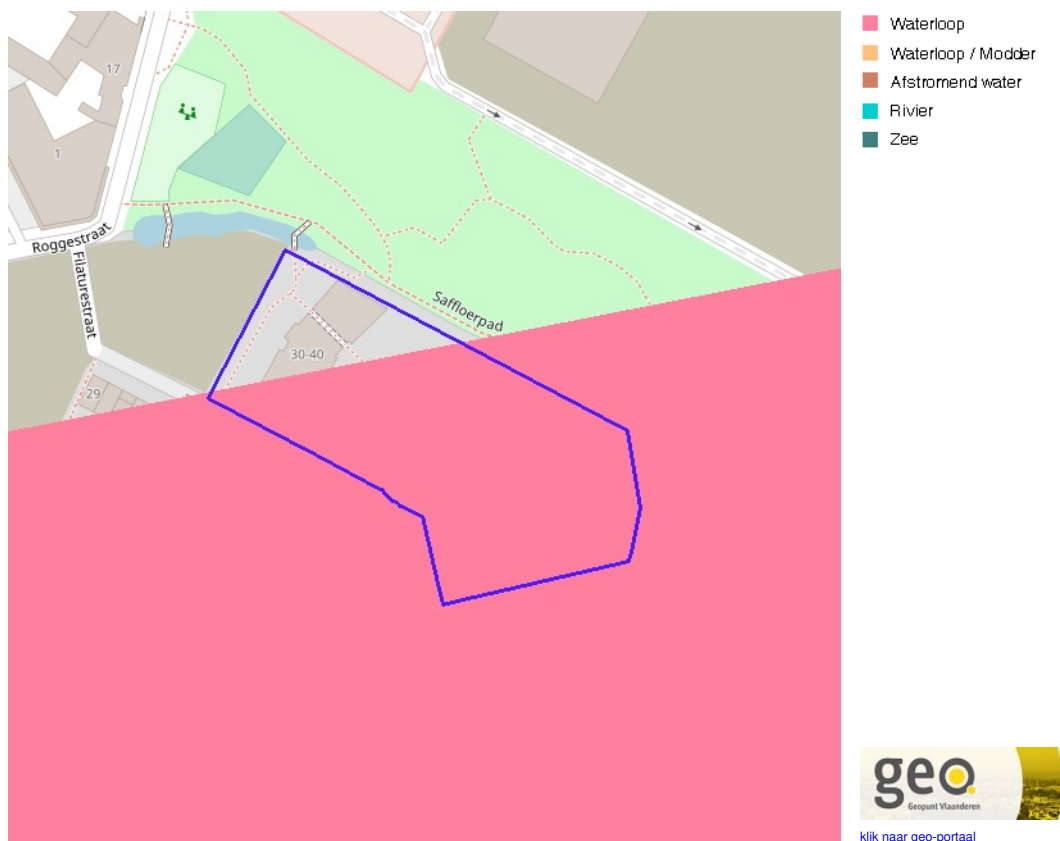 17
1
Roggestraat
Filaturestraat
Saffloerpad
30-40
29
Waterloop
Waterloop / Modder
Afstromend water
Rivier
Zee
geo
Geopunt Vlaanderen
klik naar geo-portaal